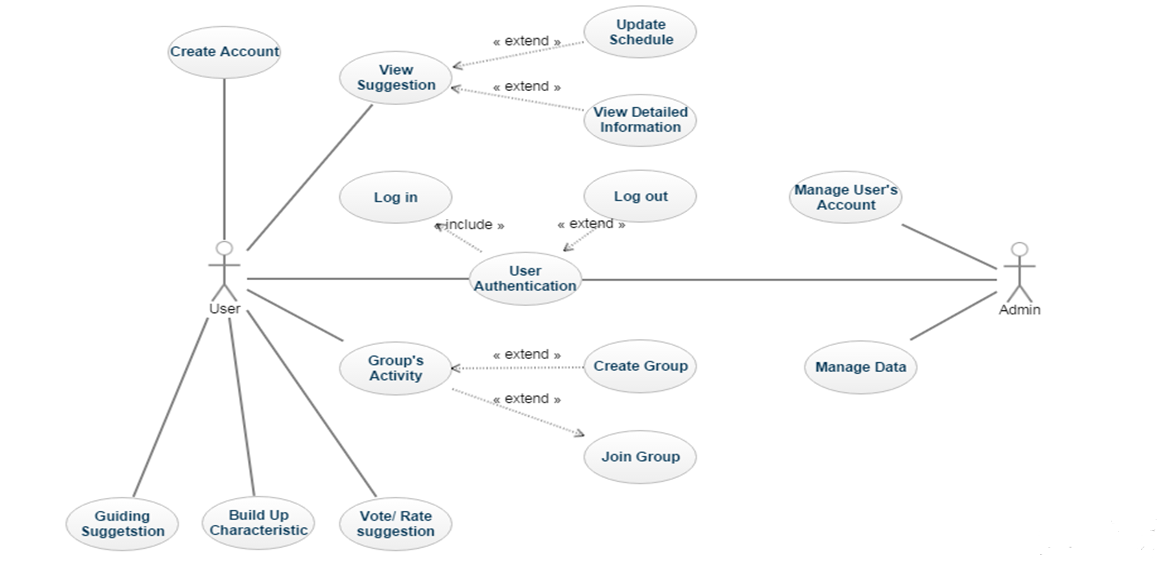 Create Account
View
Suggestion
« extend »
Update
Schedule
« extend »
View Detailed
Information
Log in
Log out
« include »
« extend »
Manage User's
Account
User
User
Authentication
Admin
Group's
Activity
« extend »
Create Group
« extend »
Join Group
Manage Data
Guiding
Suggetstion
Build Up
Characteristic
Vote/ Rate
suggestion